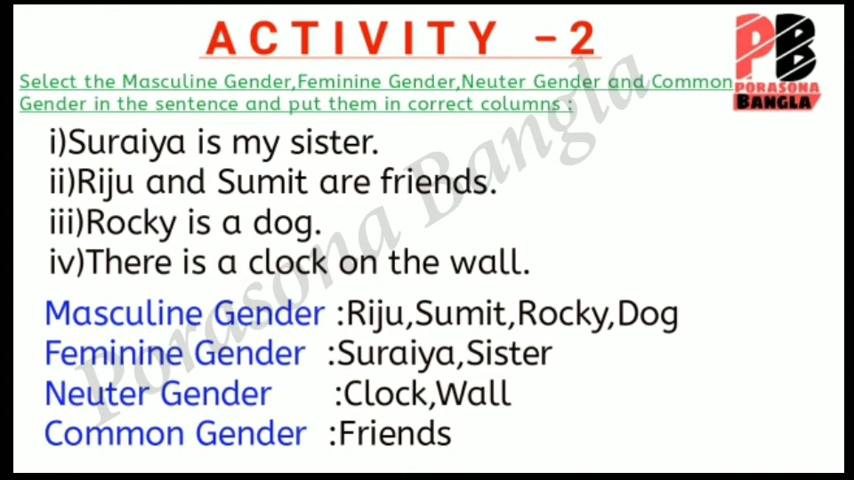 ACTIVITY -2
PB
PORASONA
BANGLA
Select the Masculine Gender,Feminine Gender,Neuter Gender and Common
Gender in the sentence and put them in correct columns :
i)Suraiya is my sister.
ii)Riju and Sumit are friends.
iii)Rocky is a dog.
iv)There is a clock on the wall.
Masculine Gender :Riju,Sumit,Rocky,Dog
Feminine Gender :Suraiya,Sister
Neuter Gender :Clock,Wall
Common Gender :Friends
Porasona Bangla